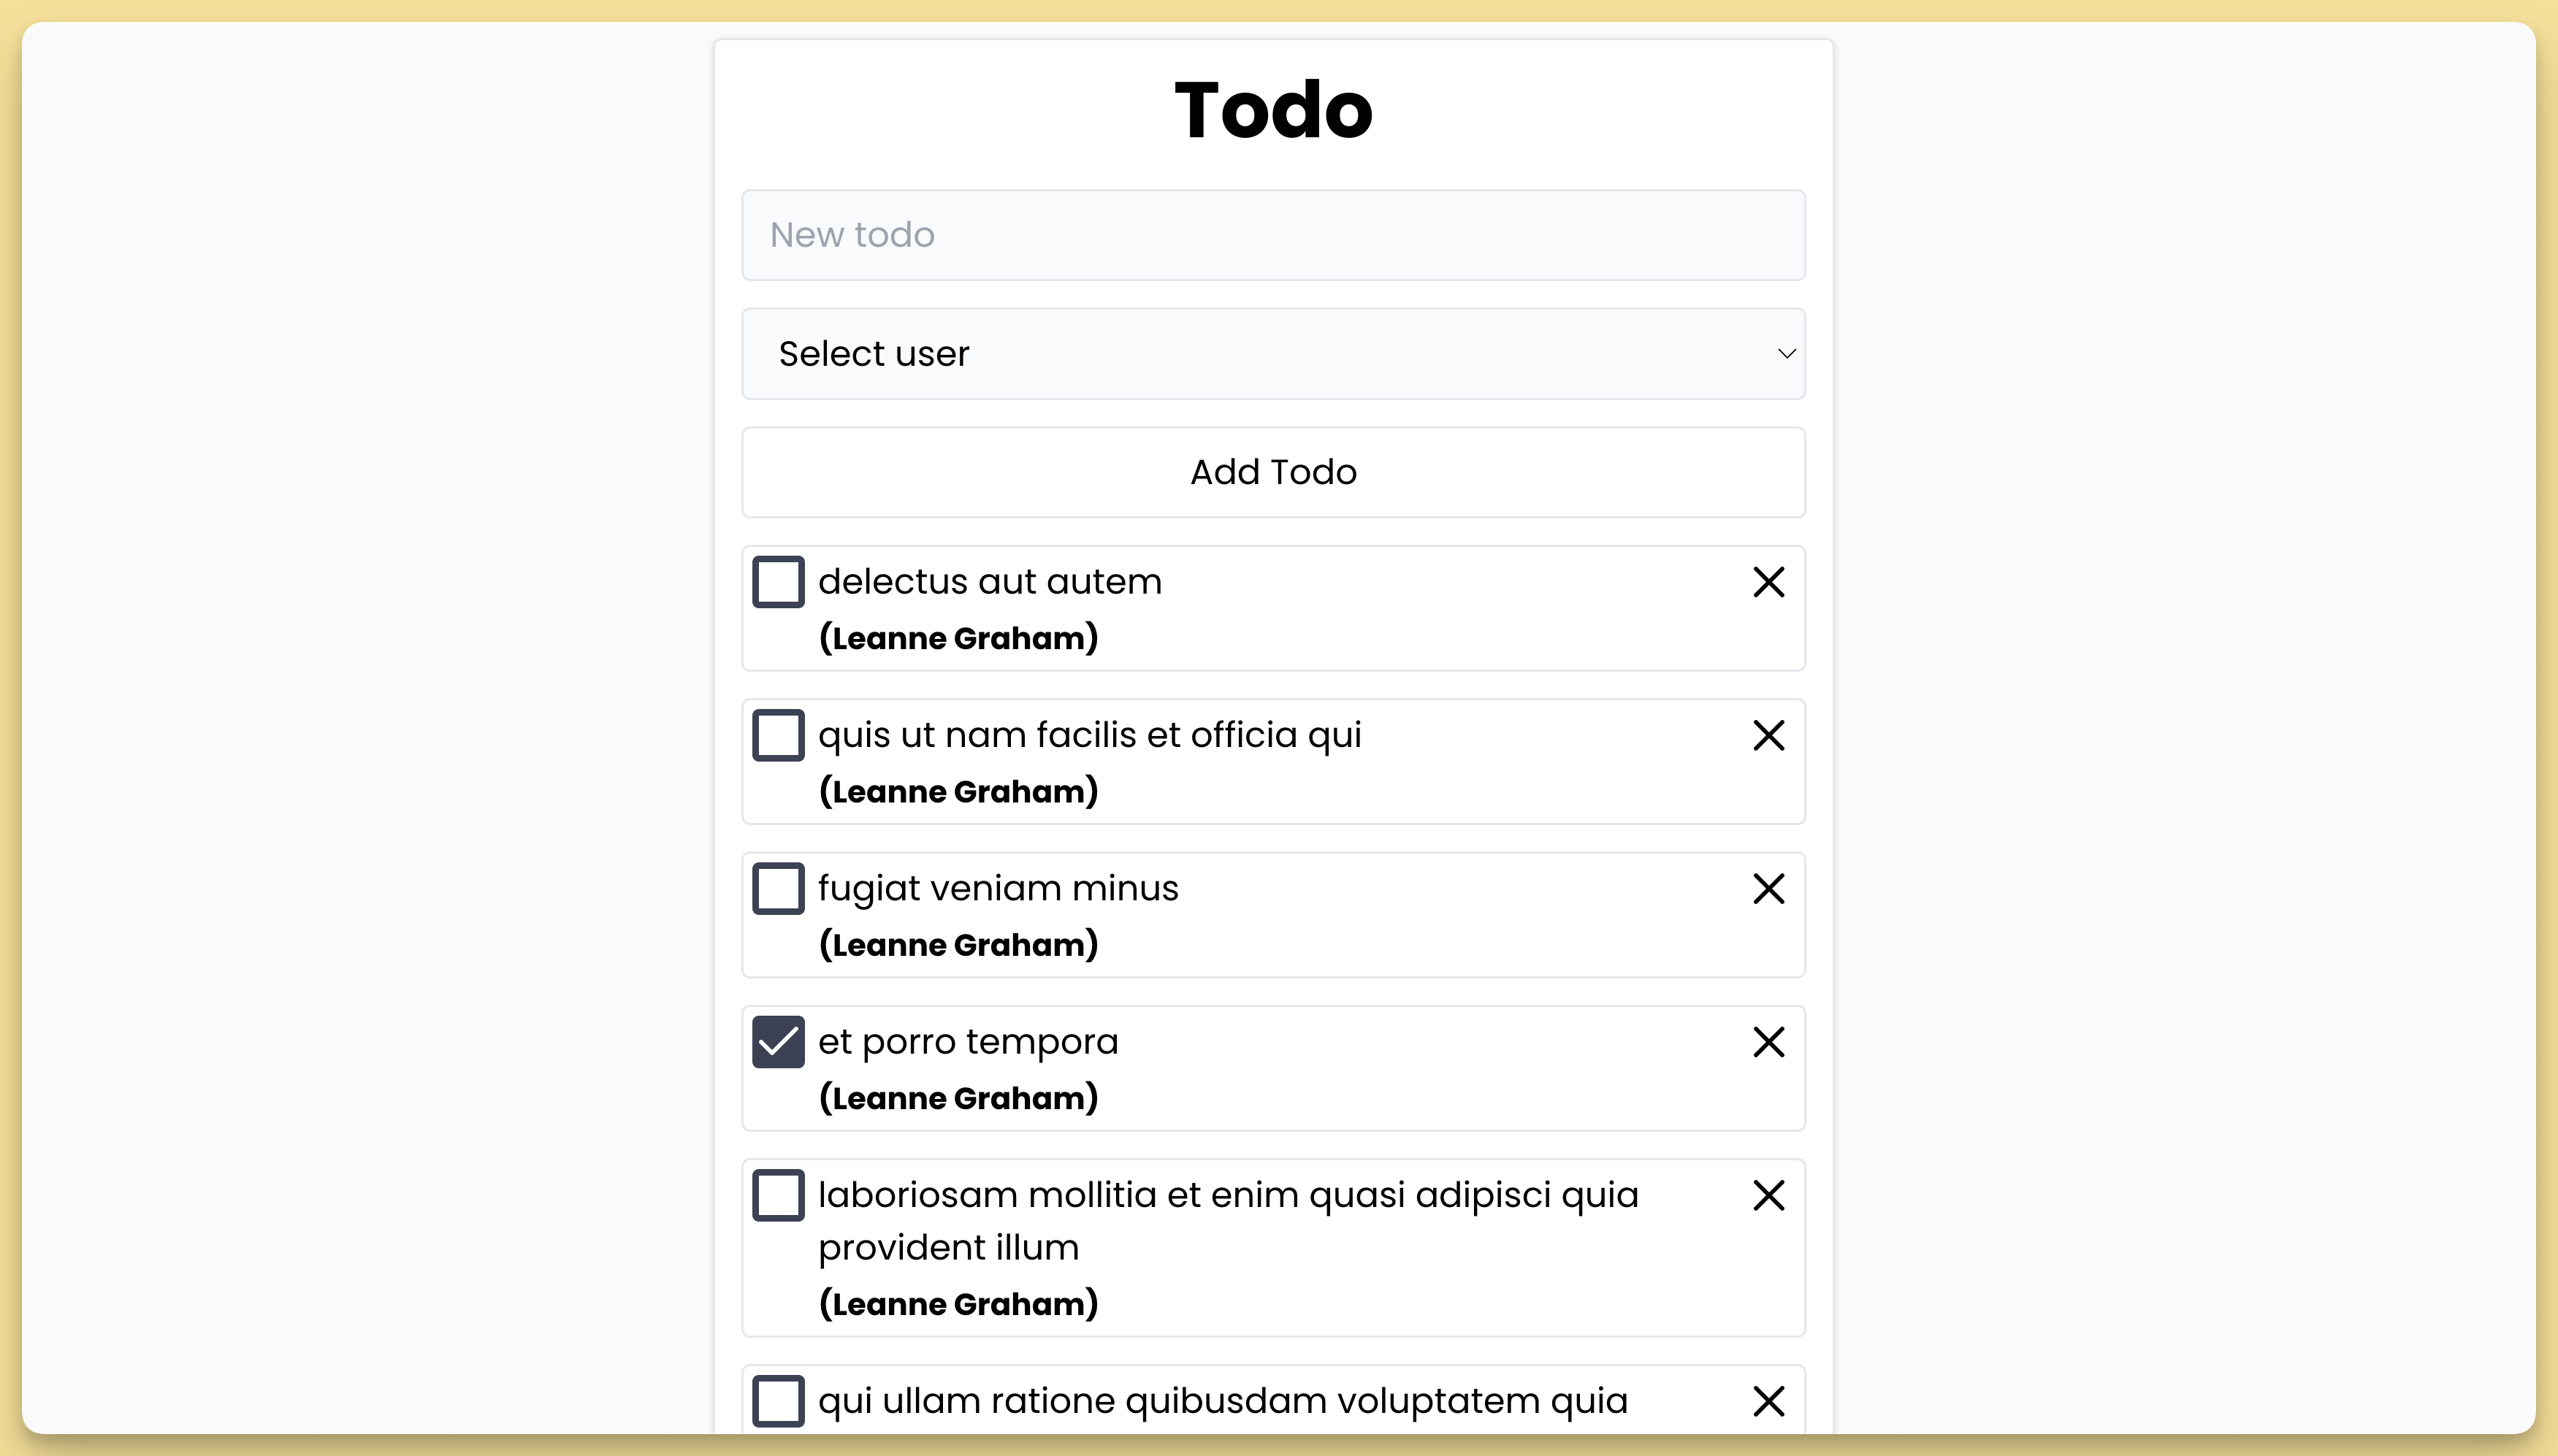 Todo
New todo
Select user
Add Todo
delectus aut autem
(Leanne Graham)
quis ut nam facilis et officia qui
(Leanne Graham)
fugiat veniam minus
(Leanne Graham)
et porro tempora
(Leanne Graham)
laboriosam mollitia et enim quasi adipisci quia
provident illum
(Leanne Graham)
qui ullam ratione quibusdam voluptatem quia